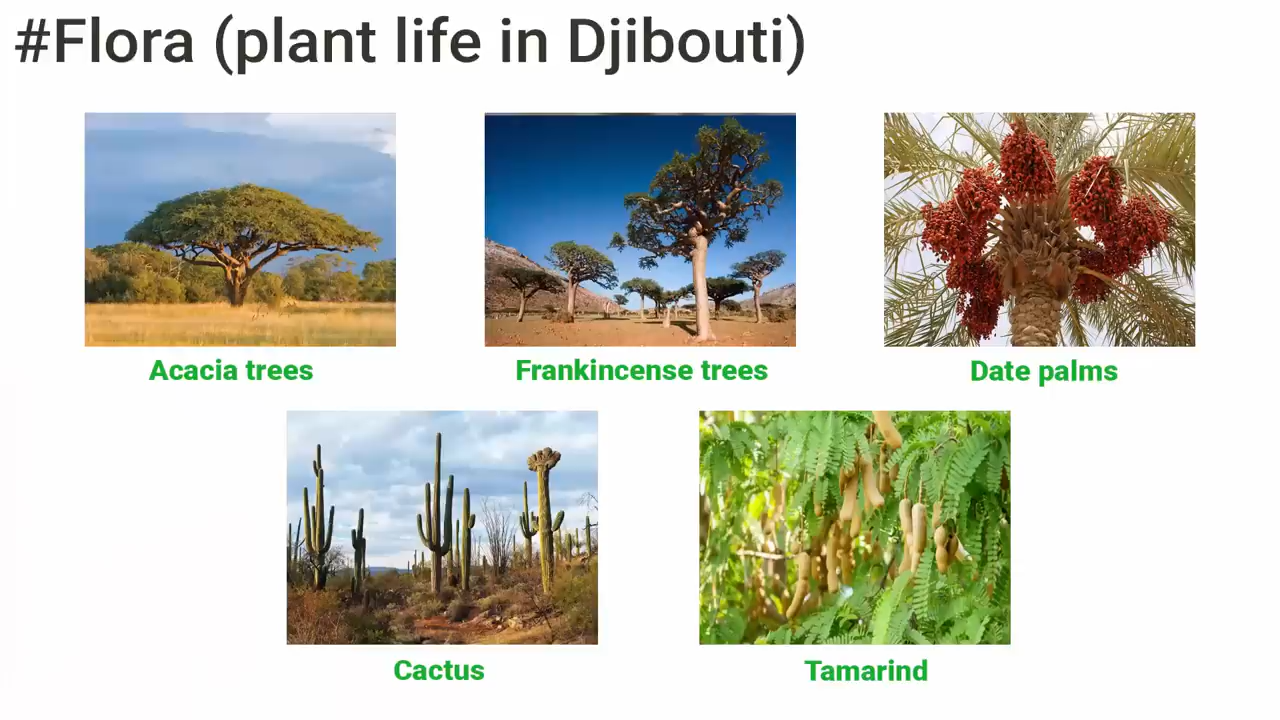 #Flora (plant life in Djibouti)
Acacia trees
Frankincense trees
Date palms
Cactus
Tamarind